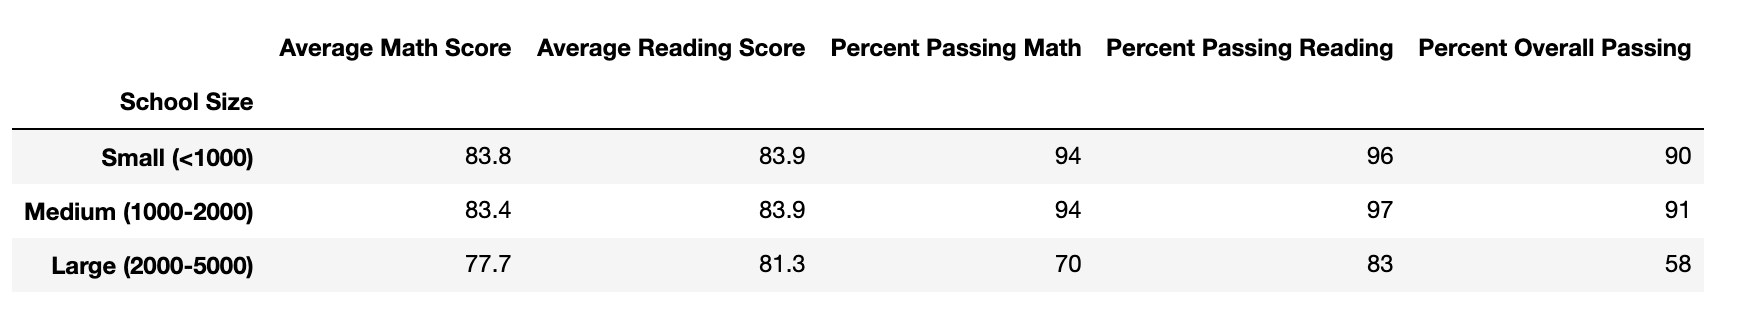 Average Math Score Average Reading Score Percent Passing Math Percent Passing Reading Percent Overall Passing
School Size
Small (<1000) 83.8 83.9 94 96 90
Medium (1000-2000) 83.4 83.9 94 97 91
Large (2000-5000) 77.7 81.3 70 83 58